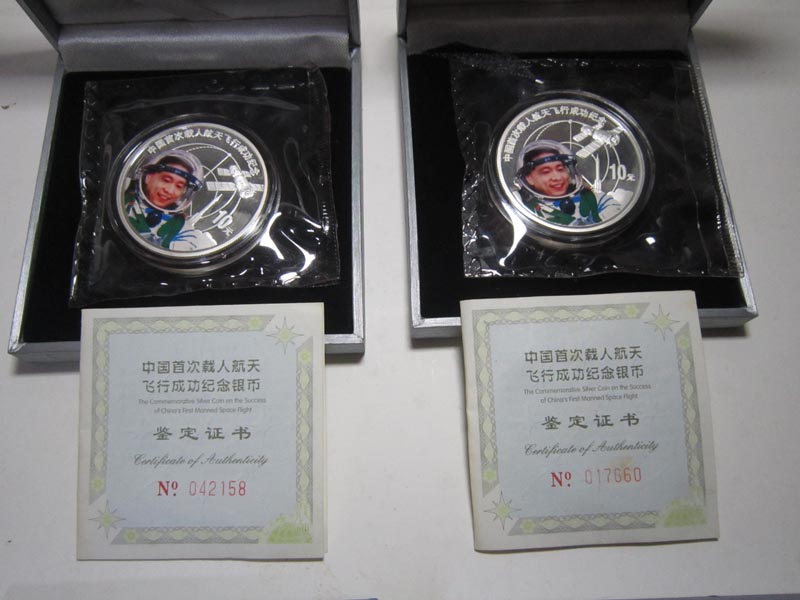 中国首次载人航天飞行成功纪念
10元
中国首次载人航天飞行成功纪念
10元
中国首次载人航天
飞行成功纪念银币
The Commemorative Silver Coin on the Success
of China's First Manned Space Flight
鉴定证书
Certificate of Authenticity
Nº 042158
中国首次载人航天
飞行成功纪念银币
The Commemorative Silver Coin on the Success
of China's First Manned Space Flight
鉴定证书
Certificate of Authenticity
Nº 017660